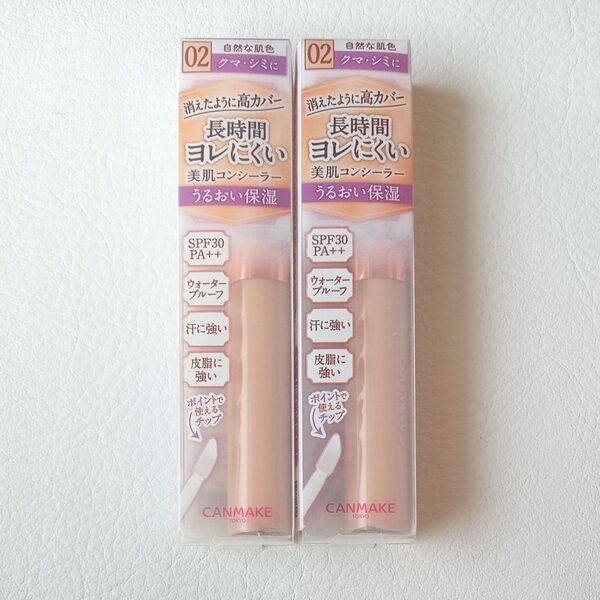 02
自然な肌色
クマ・シミに
消えたように高カバー
長時間
ヨレにくい
美肌コンシーラー
うるおい保湿
SPF30
PA++
ウォーター
プルーフ
汗に強い
皮脂に
強い
ポイントで
使える
チップ
CANMAKE
TOKYO
02
自然な肌色
クマ・シミに
消えたように高カバー
長時間
ヨレにくい
美肌コンシーラー
うるおい保湿
SPF30
PA++
ウォーター
プルーフ
汗に強い
皮脂に
強い
ポイントで
使える
チップ
CANMAKE
TOKYO